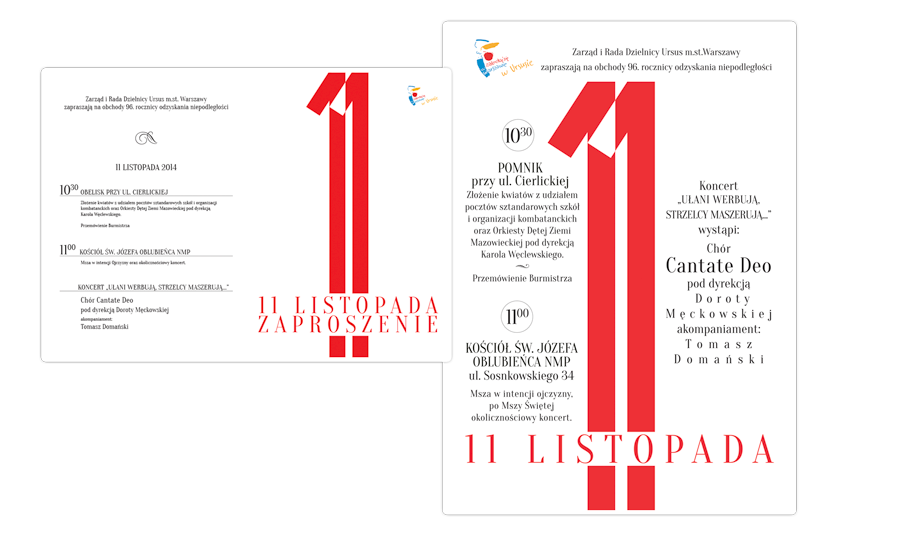 Zarząd i Rada Dzielnicy Ursus m.st. Warszawy
zapraszają na obchody 96. rocznicy odzyskania niepodległości
11 LISTOPADA 2014
10³⁰ OBELISK PRZY UL. CIERLICKIEJ
Złożenie kwiatów z udziałem pocztów sztandarowych szkół i organizacji
kombatanckich oraz Orkiestry Dętej Ziemi Mazowieckiej pod dyrekcją
Karola Węclewskiego.
Przemówienie Burmistrza
11⁰⁰ KOŚCIÓŁ ŚW. JÓZEFA OBLUBIEŃCA NMP
Msza w intencji Ojczyzny oraz okolicznościowy koncert.
KONCERT „UŁANI WERBUJĄ, STRZELCY MASZERUJĄ..."
Chór Cantate Deo
pod dyrekcją Doroty Męckowskiej
akompaniament:
Tomasz Domański
11
11 LISTOPADA
ZAPROSZENIE
w Ursusie
Zarząd i Rada Dzielnicy Ursus m.st.Warszawy
zapraszają na obchody 96. rocznicy odzyskania niepodległości
11
10³⁰
POMNIK
przy ul. Cierlickiej
Złożenie kwiatów z udziałem
pocztów sztandarowych szkół
i organizacji kombatanckich
oraz Orkiesty Dętej Ziemi
Mazowieckiej pod dyrekcją
Karola Węclewskiego.
Przemówienie Burmistrza
11⁰⁰
KOŚCIÓŁ ŚW. JÓZEFA
OBLUBIEŃCA NMP
ul. Sosnkowskiego 34
Msza w intencji ojczyzny,
po Mszy Świętej
okolicznościowy koncert.
Koncert
„UŁANI WERBUJĄ,
STRZELCY MASZERUJĄ..."
wystąpi:
Chór
Cantate Deo
pod dyrekcją
Doroty
Męckowskiej
akompaniament:
Tomasz
Domański
11 LISTOPADA